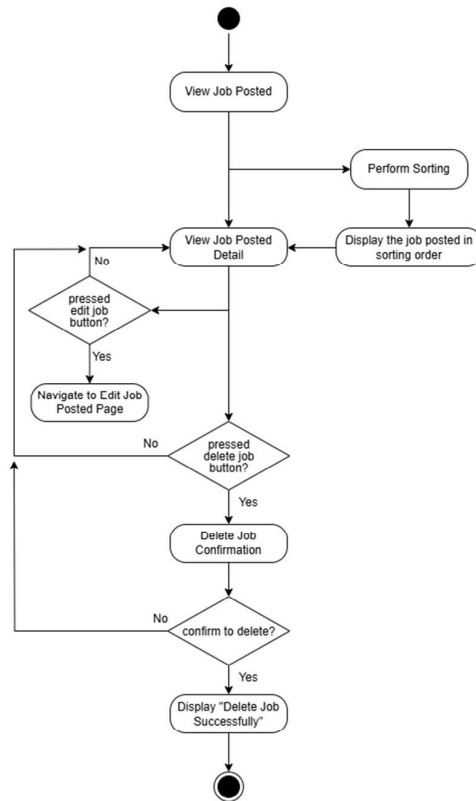 View Job Posted
Perform Sorting
View Job Posted
Detail
Display the job posted in
sorting order
No
pressed
edit job
button?
Yes
Navigate to Edit Job
Posted Page
No
pressed
delete job
button?
Yes
Delete Job
Confirmation
No
confirm to delete?
Yes
Display "Delete Job
Successfully"